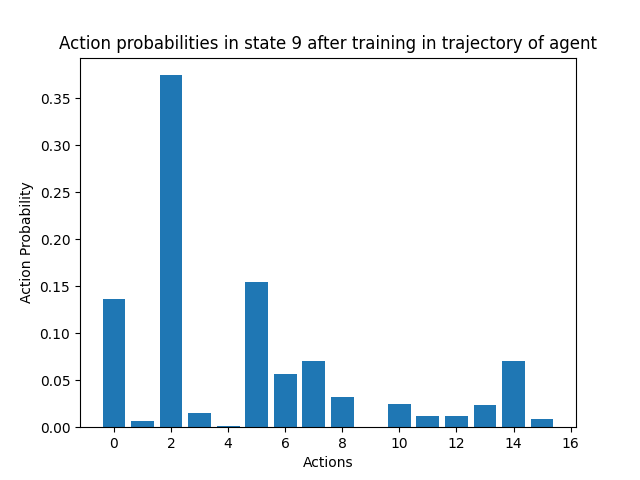 Action probabilities in state 9 after training in trajectory of agent
Action Probability
0.35
0.30
0.25
0.20
0.15
0.10
0.05
0.00
0 2 4 6 8 10 12 14 16
Actions